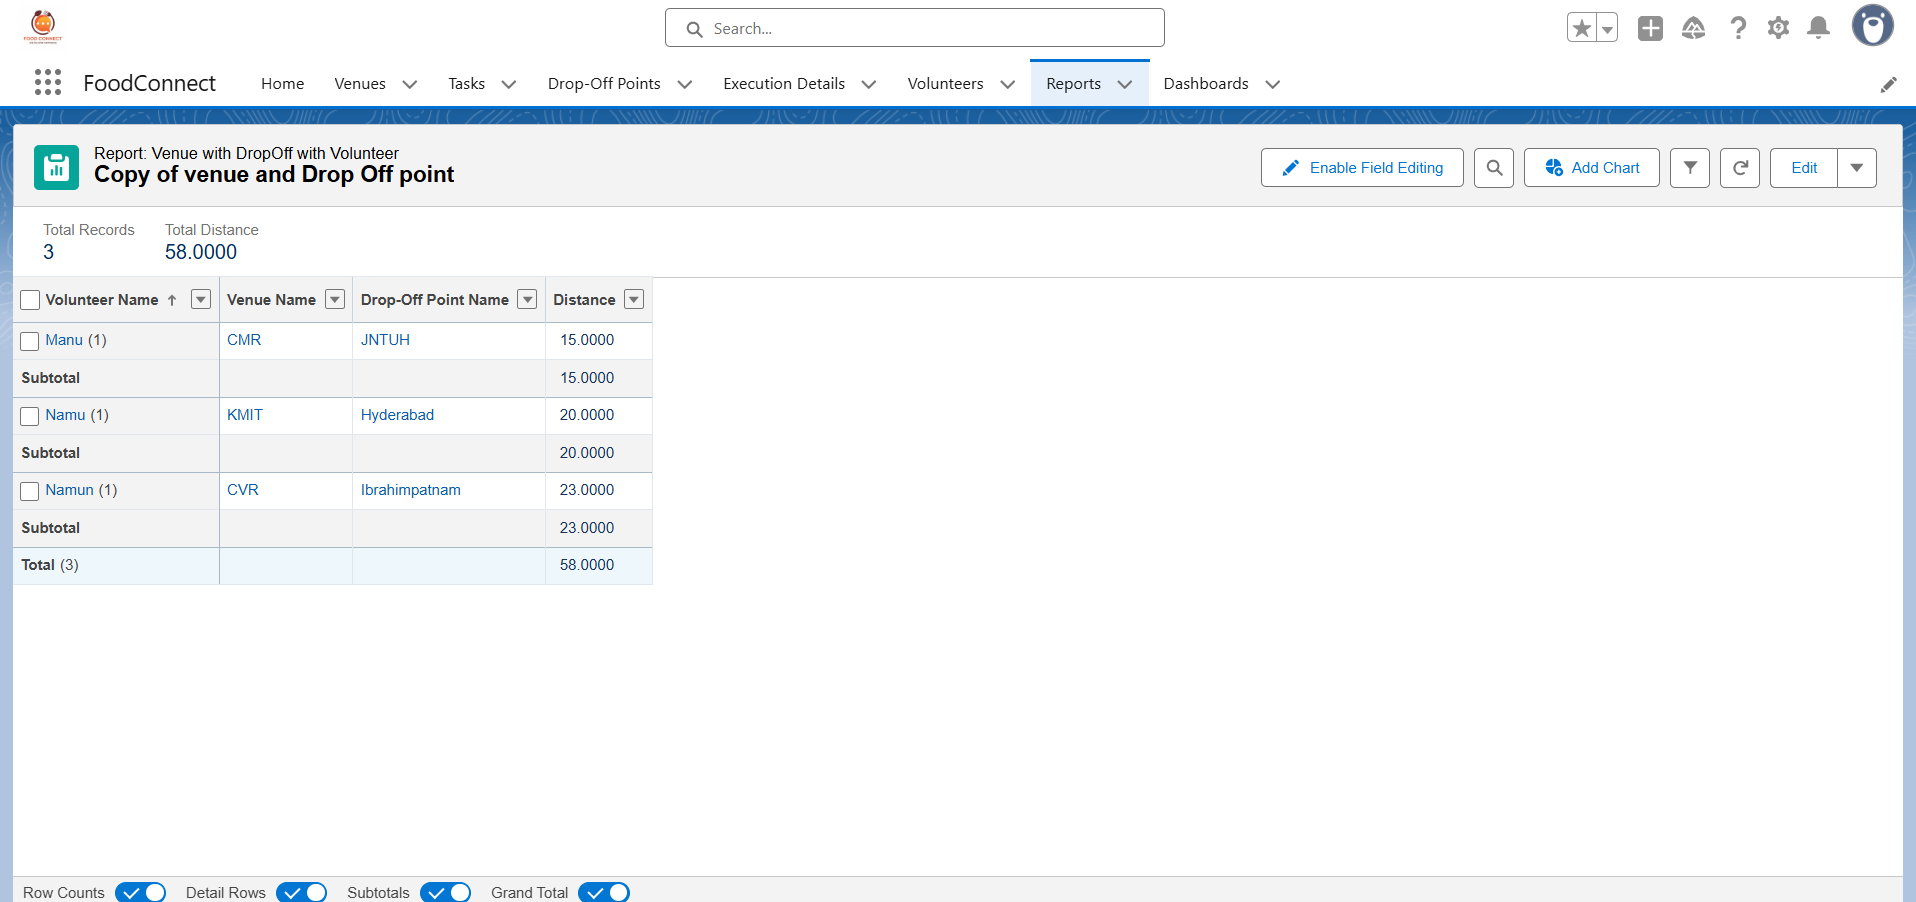 FOOD CONNECT
Search...
FoodConnect
Home
Venues
Tasks
Drop-Off Points
Execution Details
Volunteers
Reports
Dashboards
Report: Venue with DropOff with Volunteer
Copy of venue and Drop Off point
Enable Field Editing
Add Chart
Edit
Total Records Total Distance
3 58.0000
Volunteer Name ↑ Venue Name Drop-Off Point Name Distance
Manu (1) CMR JNTUH 15.0000
Subtotal 15.0000
Namu (1) KMIT Hyderabad 20.0000
Subtotal 20.0000
Namun (1) CVR Ibrahimpatnam 23.0000
Subtotal 23.0000
Total (3) 58.0000
Row Counts Detail Rows Subtotals Grand Total